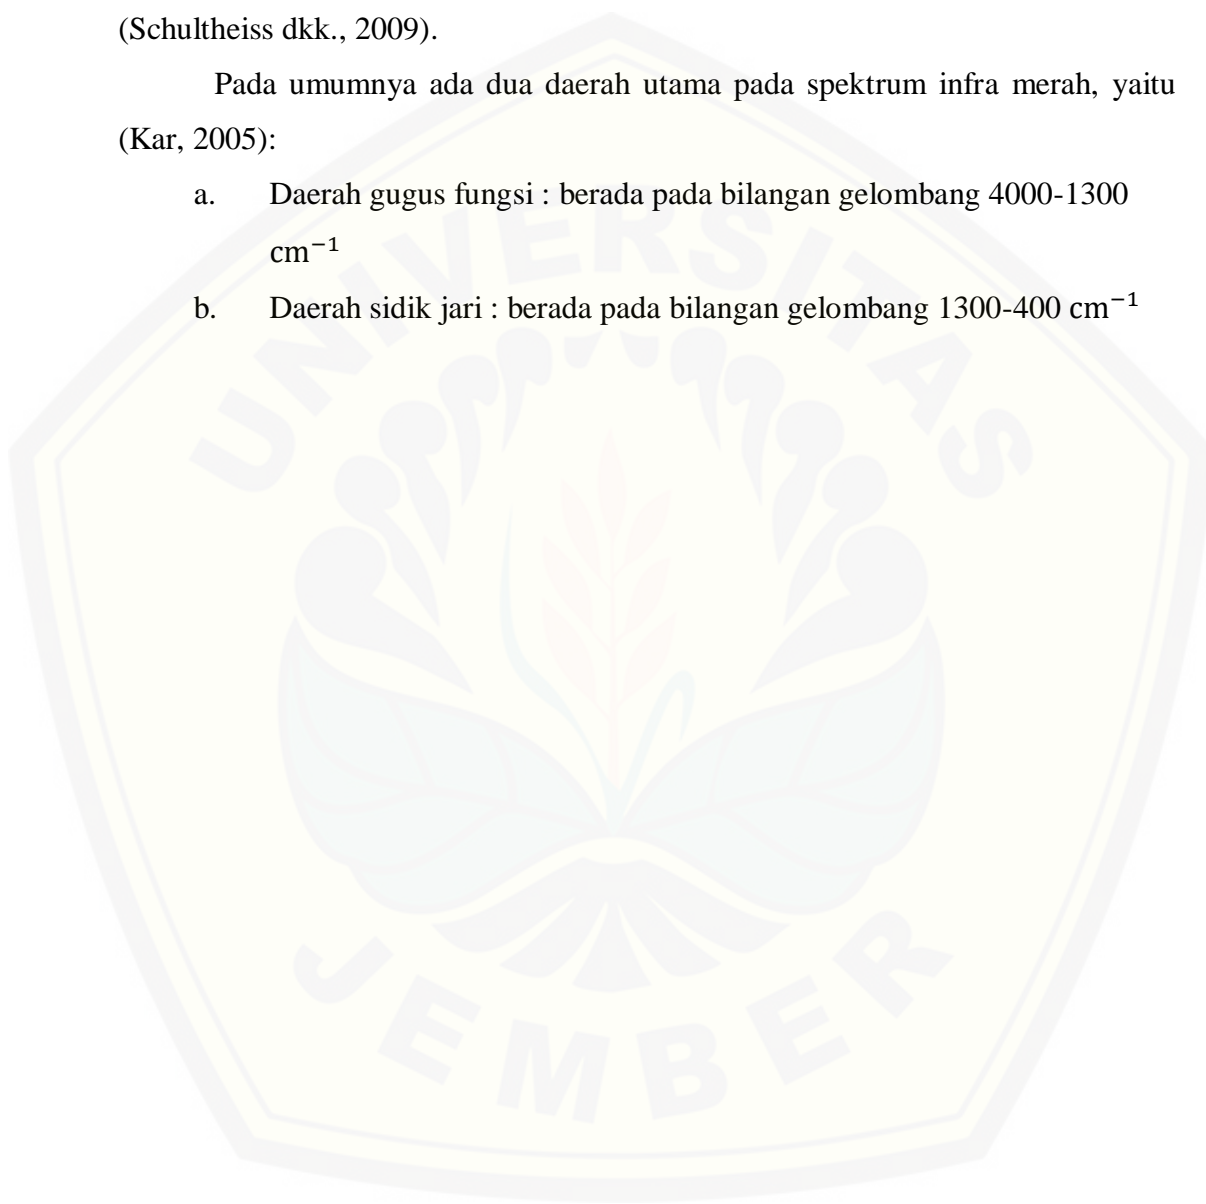 (Schultheiss dkk., 2009).
Pada umumnya ada dua daerah utama pada spektrum infra merah, yaitu
(Kar, 2005):
a. Daerah gugus fungsi : berada pada bilangan gelombang 4000-1300
cm⁻¹
b. Daerah sidik jari : berada pada bilangan gelombang 1300-400 cm⁻¹
UNIVERSITAS
JEMBER